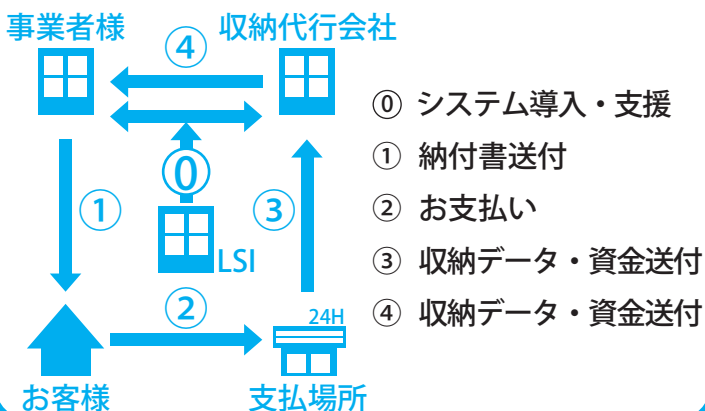 事業者様
収納代行会社
④
⓪
LSI
①
③
②
24H
お客様
支払場所
⓪ システム導入・支援
① 納付書送付
② お支払い
③ 収納データ・資金送付
④ 収納データ・資金送付